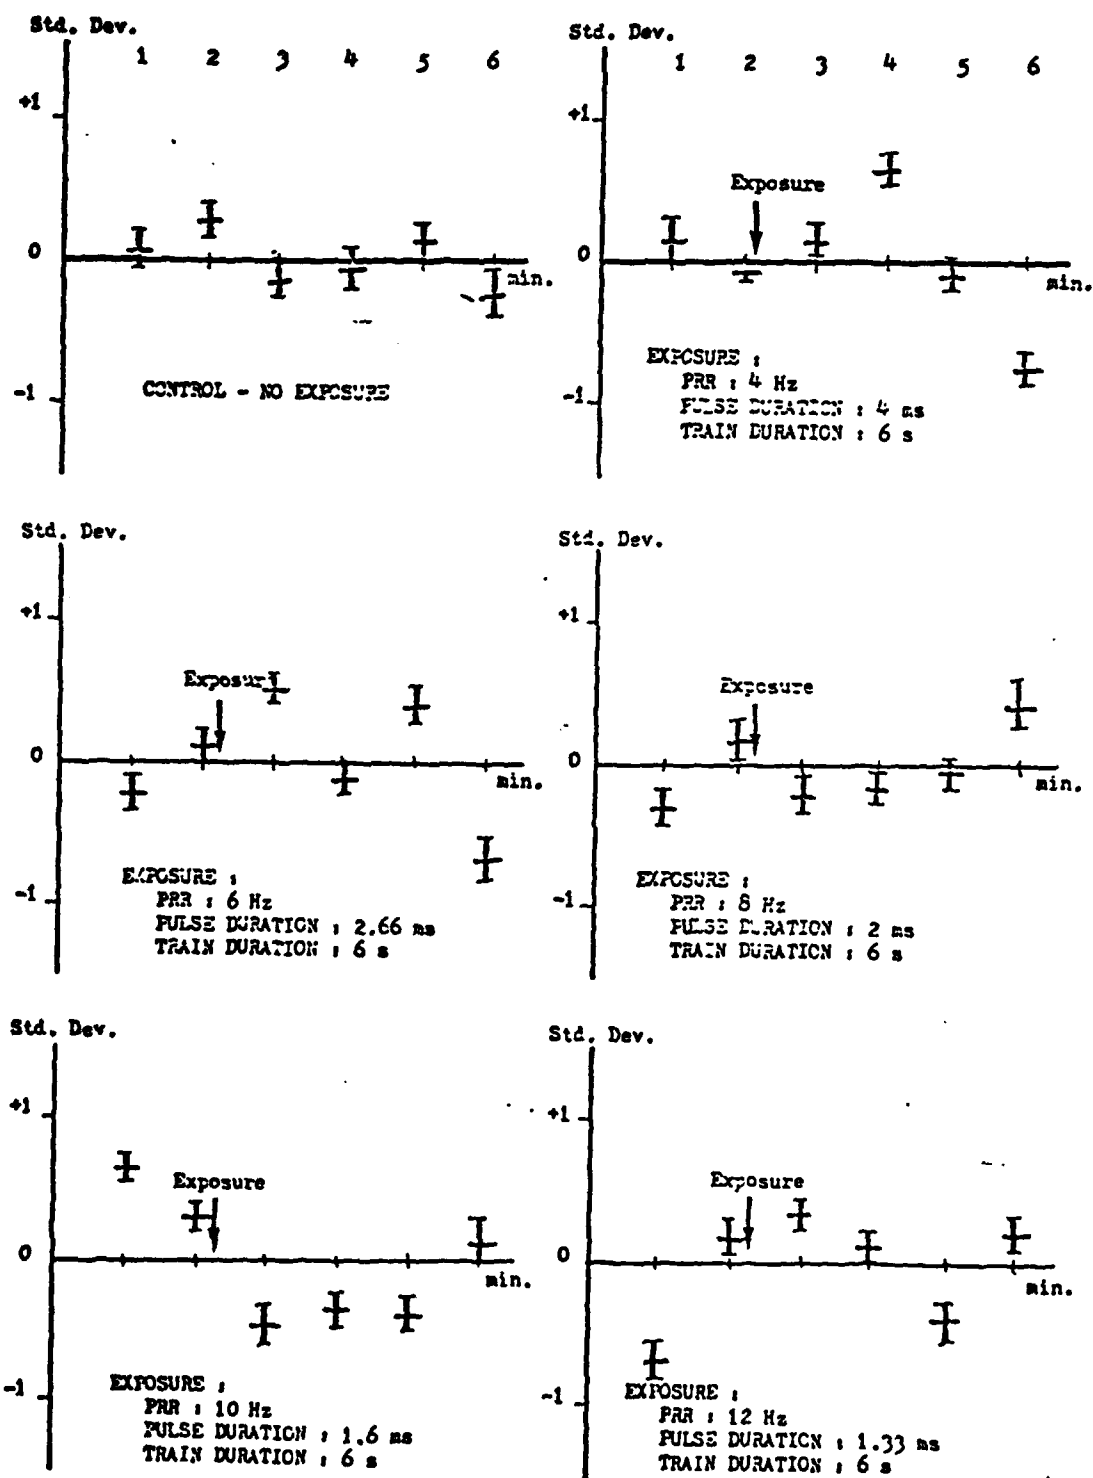 Std. Dev.
1 2 3 4 5 6
+1
0
min.
-1
CONTROL - NO EXPOSURE
Std. Dev.
1 2 3 4 5 6
+1
Exposure
0
min.
EXPOSURE :
-1
PRR : 4 Hz
PULSE DURATION : 4 ms
TRAIN DURATION : 6 s
Std. Dev.
+1
Exposur
0
min.
EXPOSURE :
-1
PRR : 6 Hz
PULSE DURATION : 2.66 ms
TRAIN DURATION : 6 s
Std. Dev.
+1
Exposure
0
min.
EXPOSURE :
-1
PRR : 8 Hz
PULSE DURATION : 2 ms
TRAIN DURATION : 6 s
Std. Dev.
+1
Exposure
0
min.
-1
EXPOSURE :
PRR : 10 Hz
PULSE DURATION : 1.6 ms
TRAIN DURATION : 6 s
Std. Dev.
+1
Exposure
0
min.
-1
EXPOSURE :
PRR : 12 Hz
PULSE DURATION : 1.33 ms
TRAIN DURATION : 6 s